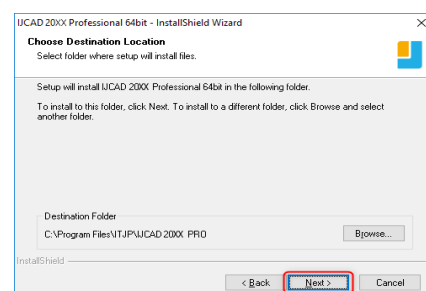 IJCAD 20XX Professional 64bit - InstallShield Wizard
Choose Destination Location
Select folder where setup will install files.
Setup will install IJCAD 20XX Professional 64bit in the following folder.
To install to this folder, click Next. To install to a different folder, click Browse and select
another folder.
Destination Folder
C:\Program Files\ITJP\IJCAD 20XX PRO
Browse...
InstallShield
< Back
Next >
Cancel